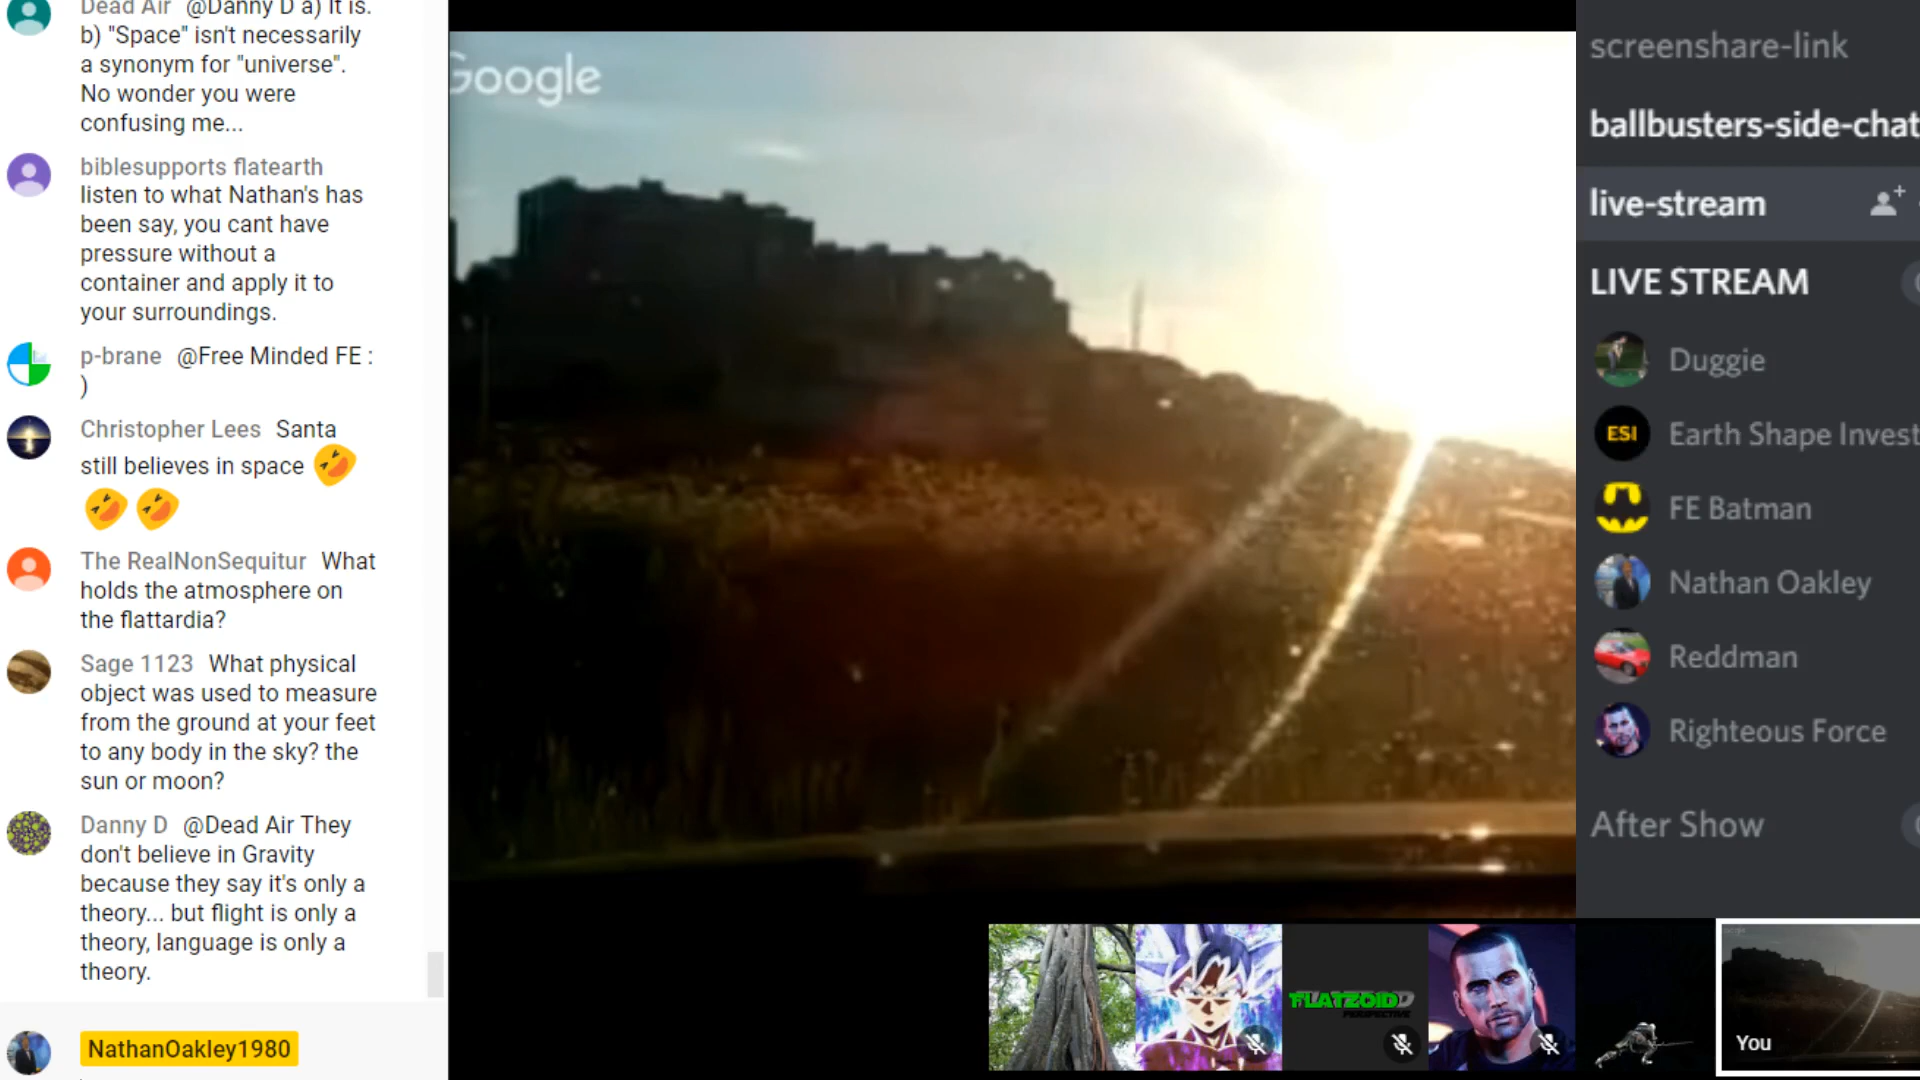 Dead Air @Danny D a) It is.
b) "Space" isn't necessarily
a synonym for "universe".
No wonder you were
confusing me...
biblesupports flatearth
listen to what Nathan's has
been say, you cant have
pressure without a
container and apply it to
your surroundings.
p-brane @Free Minded FE :
)
Christopher Lees Santa
still believes in space
The RealNonSequitur What
holds the atmosphere on
the flattardia?
Sage 1123 What physical
object was used to measure
from the ground at your feet
to any body in the sky? the
sun or moon?
Danny D @Dead Air They
don't believe in Gravity
because they say it's only a
theory... but flight is only a
theory, language is only a
theory.
NathanOakley1980
Google
screenshare-link
ballbusters-side-chat
live-stream
LIVE STREAM
Duggie
ESI Earth Shape Invest
FE Batman
Nathan Oakley
Reddman
Righteous Force
After Show
FLATZOID
PERSPECTIVE
You